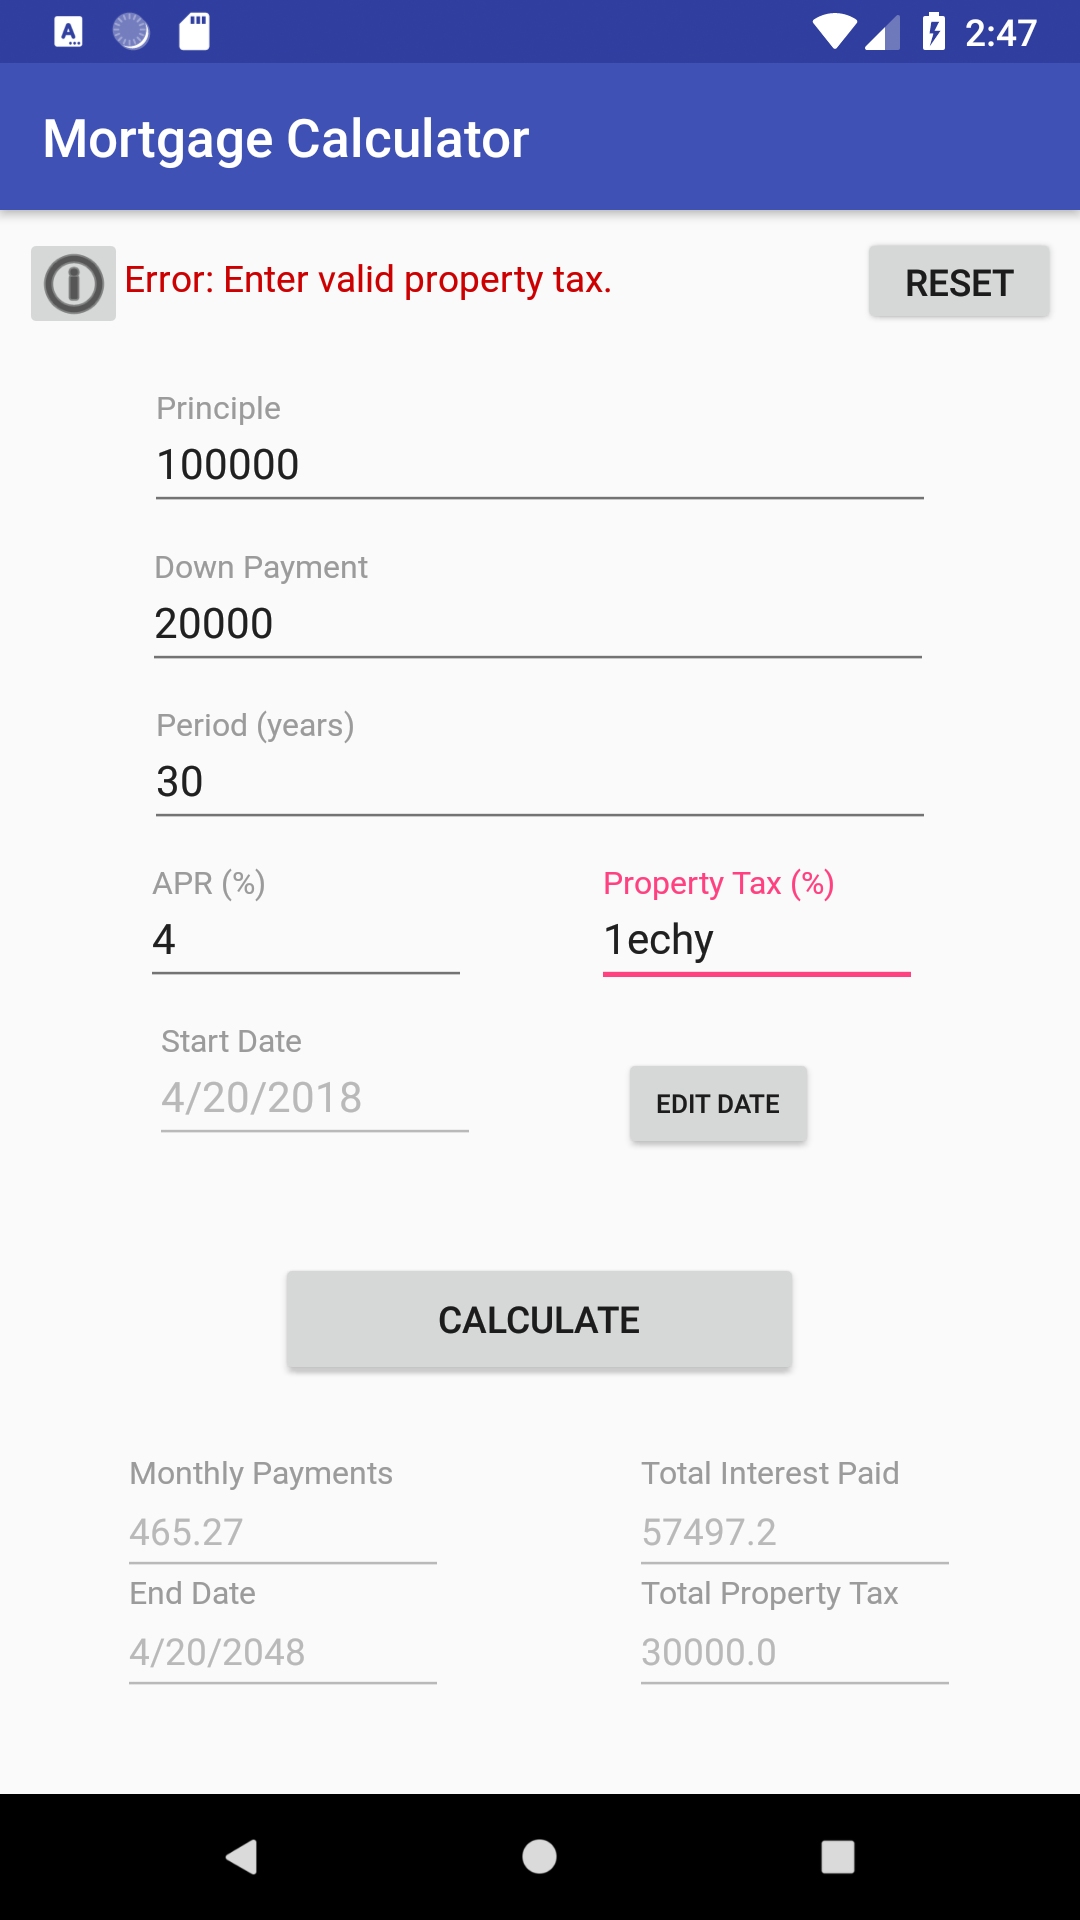 2:47
Mortgage Calculator
Error: Enter valid property tax.
RESET
Principle
100000
Down Payment
20000
Period (years)
30
APR (%)
Property Tax (%)
4
1echy
Start Date
4/20/2018
EDIT DATE
CALCULATE
Monthly Payments
Total Interest Paid
465.27
57497.2
End Date
Total Property Tax
4/20/2048
30000.0